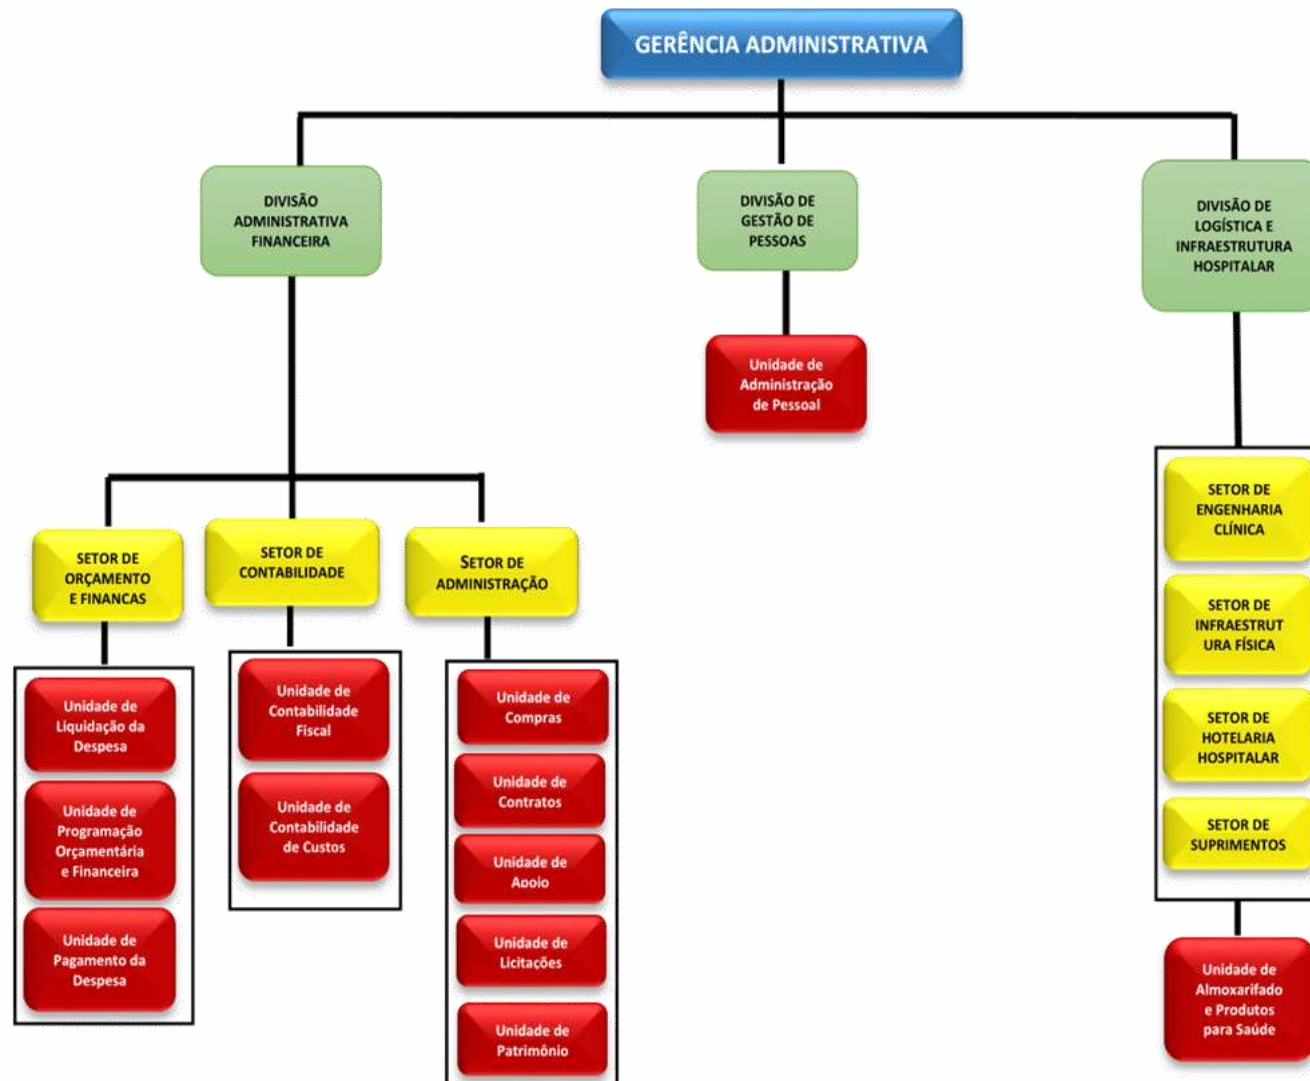 GERÊNCIA ADMINISTRATIVA
DIVISÃO
ADMINISTRATIVA
FINANCEIRA
DIVISÃO DE
GESTÃO DE
PESSOAS
DIVISÃO DE
LOGÍSTICA E
INFRAESTRUTURA
HOSPITALAR
Unidade de
Administração
de Pessoal
SETOR DE
ORÇAMENTO
E FINANCAS
SETOR DE
CONTABILIDADE
SETOR DE
ADMINISTRAÇÃO
Unidade de
Liquidação da
Despesa
Unidade de
Programação
Orçamentária
e Financeira
Unidade de
Pagamento da
Despesa
Unidade de
Contabilidade
Fiscal
Unidade de
Contabilidade
de Custos
Unidade de
Compras
Unidade de
Contratos
Unidade de
Apoio
Unidade de
Licitações
Unidade de
Patrimônio
SETOR DE
ENGENHARIA
CLÍNICA
SETOR DE
INFRAESTRUT
URA FÍSICA
SETOR DE
HOTELARIA
HOSPITALAR
SETOR DE
SUPRIMENTOS
Unidade de
Almoxarifado
e Produtos
para Saúde